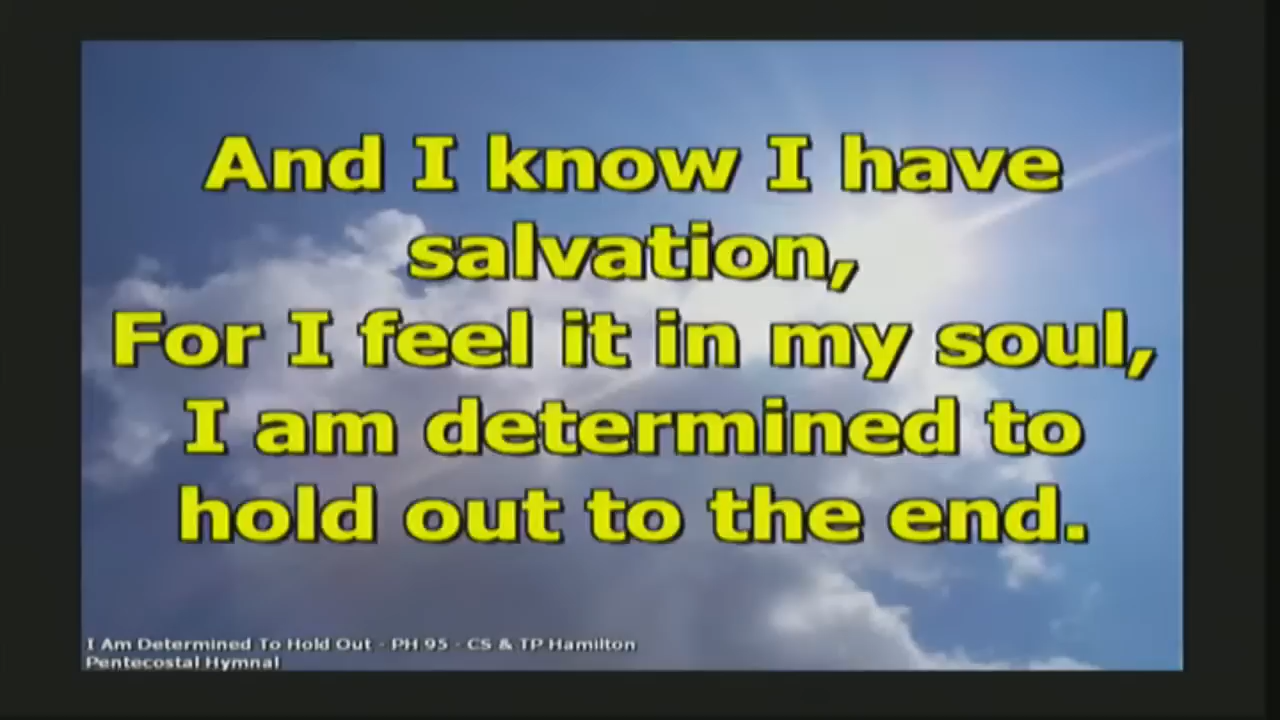 And I know I have
salvation,
For I feel it in my soul,
I am determined to
hold out to the end.
I Am Determined To Hold Out - PH 95 - CS & TP Hamilton
Pentecostal Hymnal